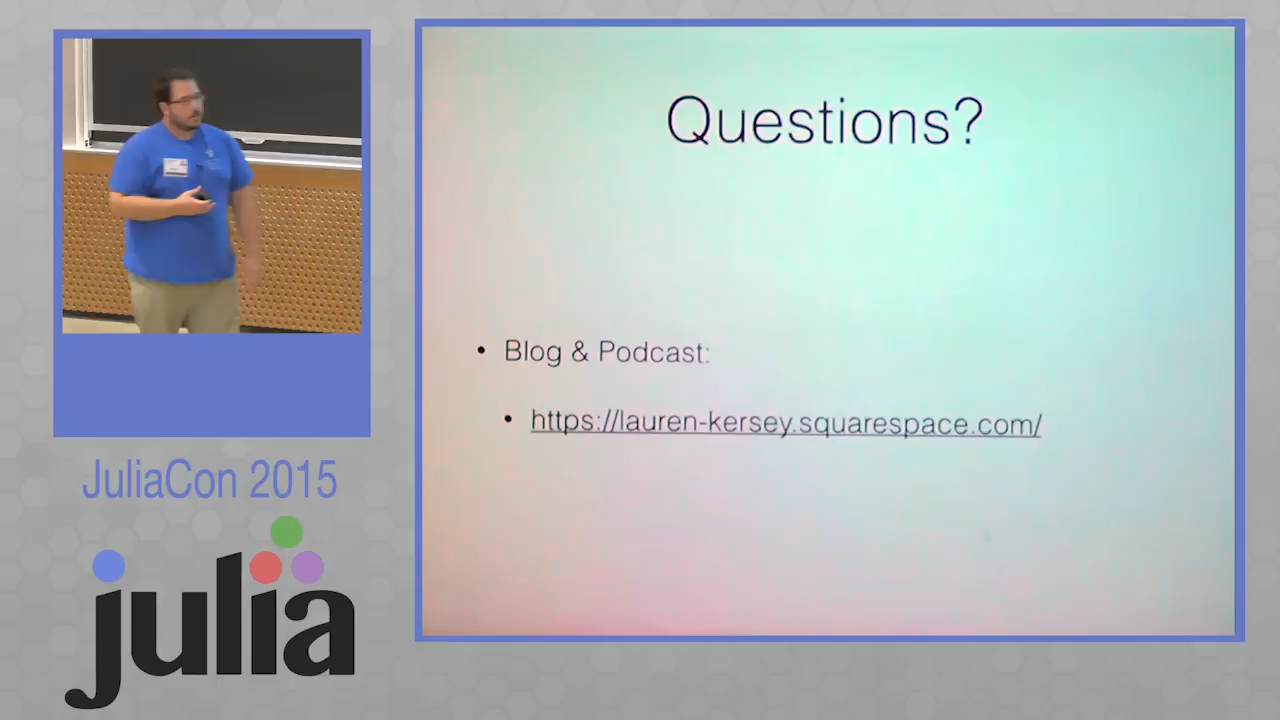 Questions?
• Blog & Podcast:
• https://lauren-kersey.squarespace.com/
JuliaCon 2015
julia